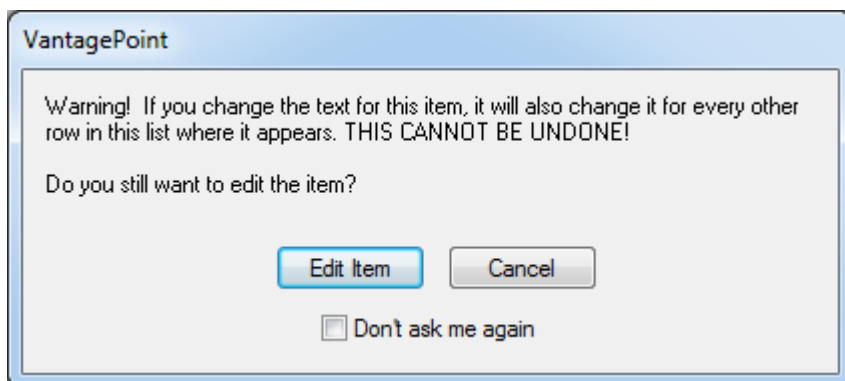 VantagePoint
Warning!  If you change the text for this item, it will also change it for every other
row in this list where it appears. THIS CANNOT BE UNDONE!
Do you still want to edit the item?
Edit Item
Cancel
Don't ask me again